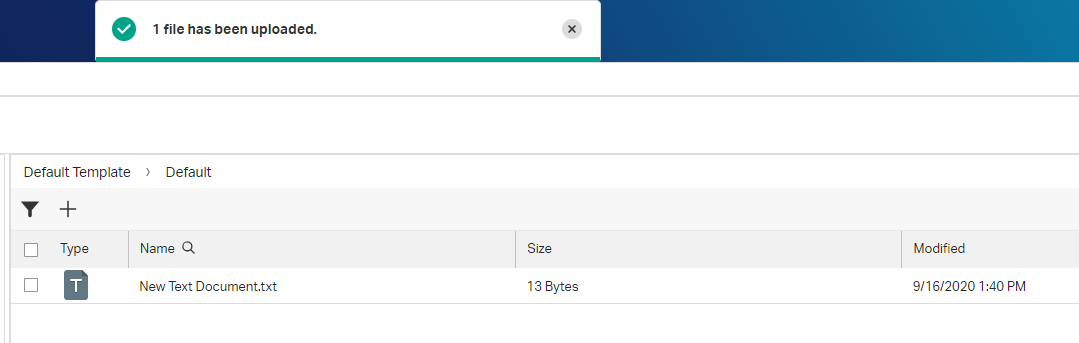 1 file has been uploaded.
Default Template › Default
Type Name Size Modified
T New Text Document.txt 13 Bytes 9/16/2020 1:40 PM